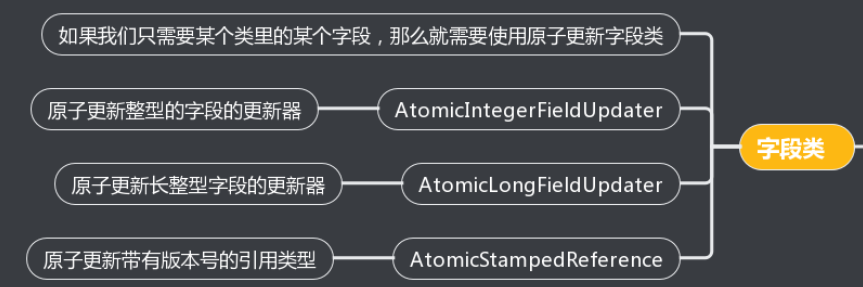 如果我们只需要某个类里的某个字段，那么就需要使用原子更新字段类
原子更新整型的字段的更新器 AtomicIntegerFieldUpdater
字段类
原子更新长整型字段的更新器 AtomicLongFieldUpdater
原子更新带有版本号的引用类型 AtomicStampedReference